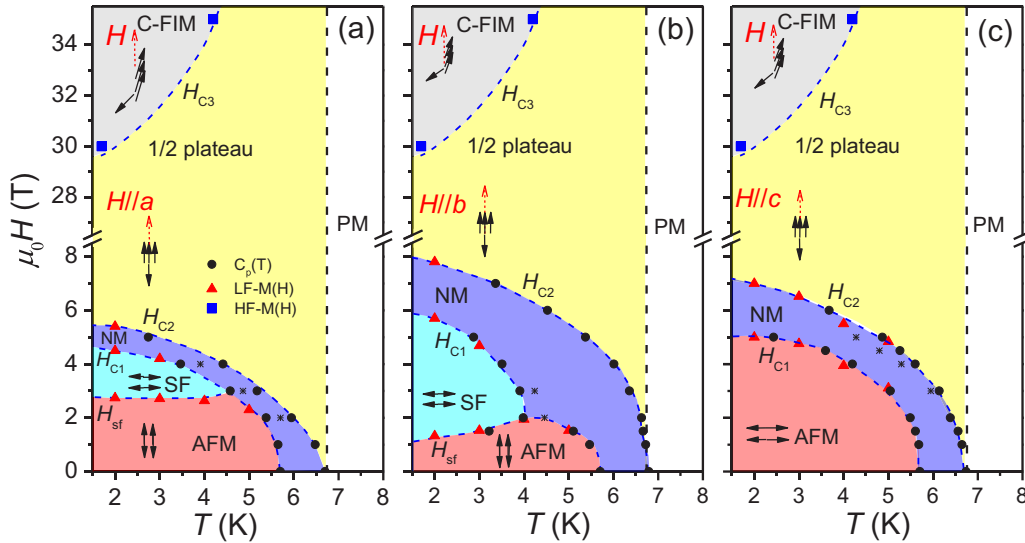 (a)
C-FIM
H
H_C3
1/2 plateau
H//a
PM
C_p(T)
LF-M(H)
HF-M(H)
H_C2
NM
H_C1
SF
H_sf
AFM
(b)
C-FIM
H
H_C3
1/2 plateau
H//b
PM
H_C2
NM
H_C1
SF
H_sf
AFM
(c)
C-FIM
H
H_C3
1/2 plateau
H//c
PM
H_C2
NM
H_C1
AFM
μ₀H (T)
34
32
30
28
8
6
4
2
0
2 3 4 5 6 7 8
2 3 4 5 6 7 8
2 3 4 5 6 7 8
T (K)
T (K)
T (K)